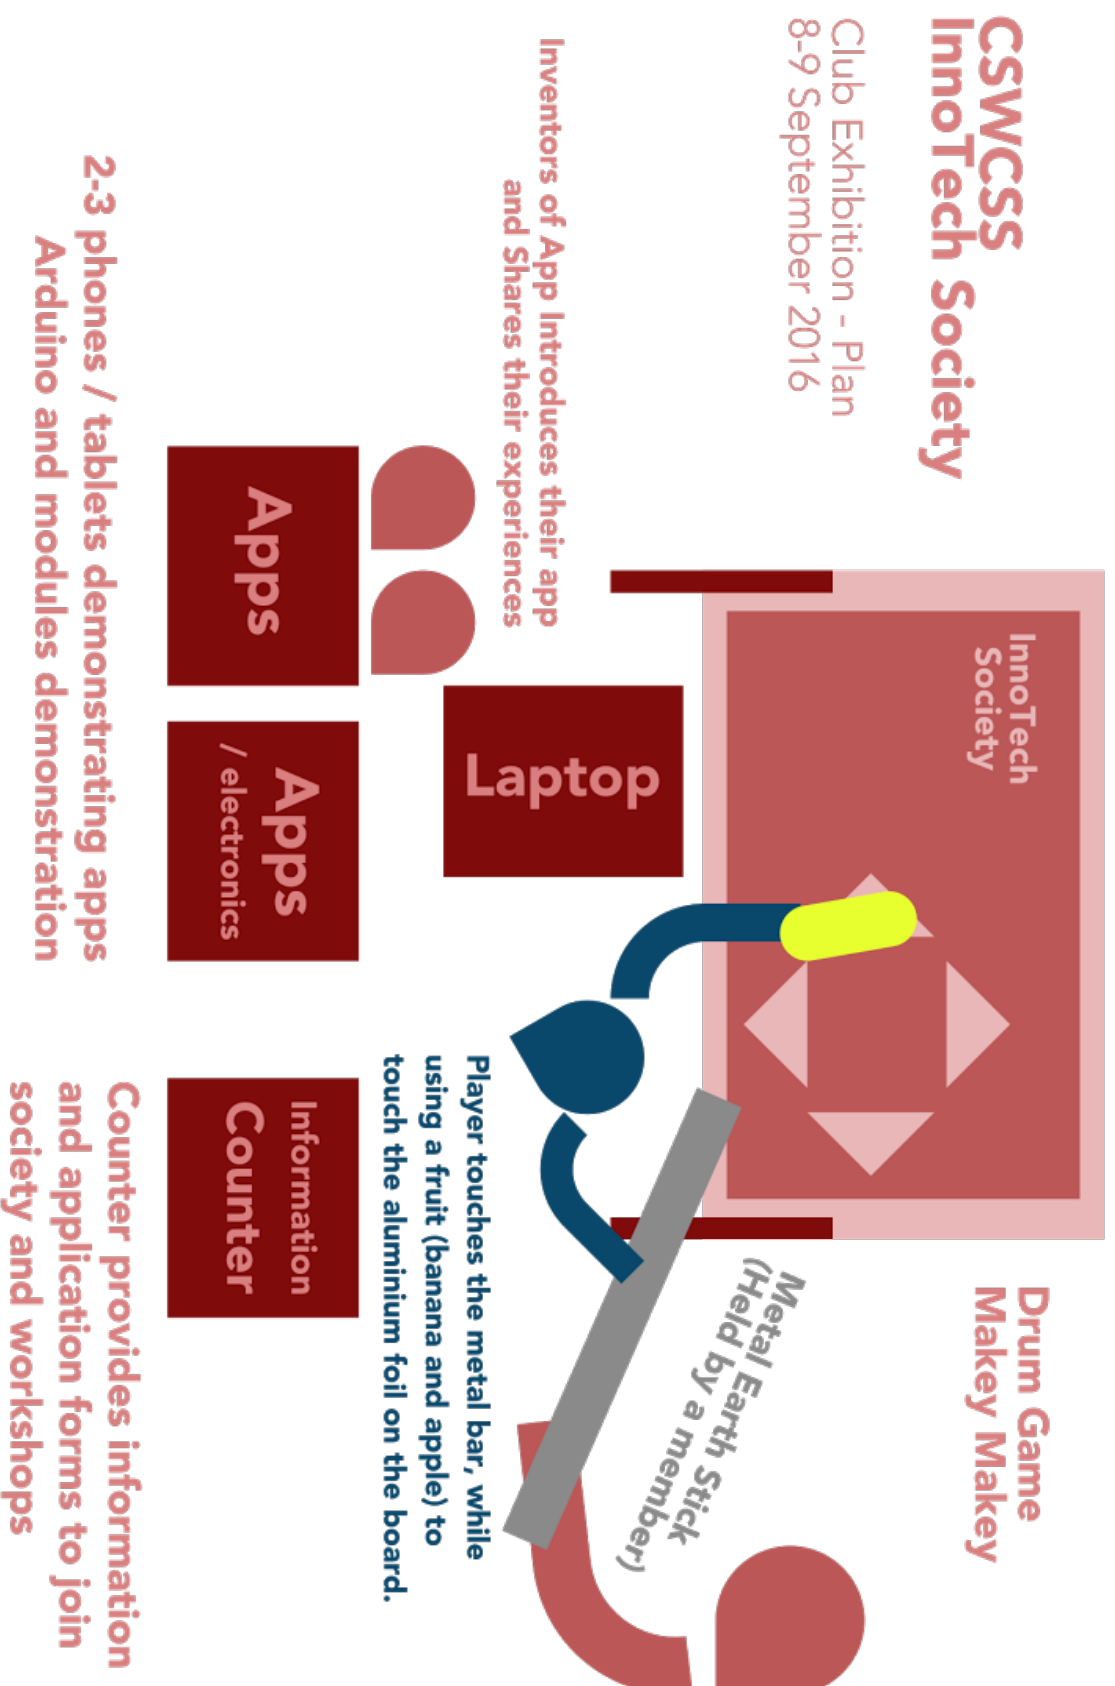 CSWCSS
InnoTech Society
Club Exhibition - Plan
8-9 September 2016
InnoTech
Society
Drum Game
Makey Makey
Metal Earth Stick
(Held by a member)
Inventors of App Introduces their app
and Shares their experiences
Laptop
Player touches the metal bar, while
using a fruit (banana and apple) to
touch the aluminium foil on the board.
Apps
Apps
/ electronics
Information
Counter
2-3 phones / tablets demonstrating apps
Arduino and modules demonstration
Counter provides information
and application forms to join
society and workshops